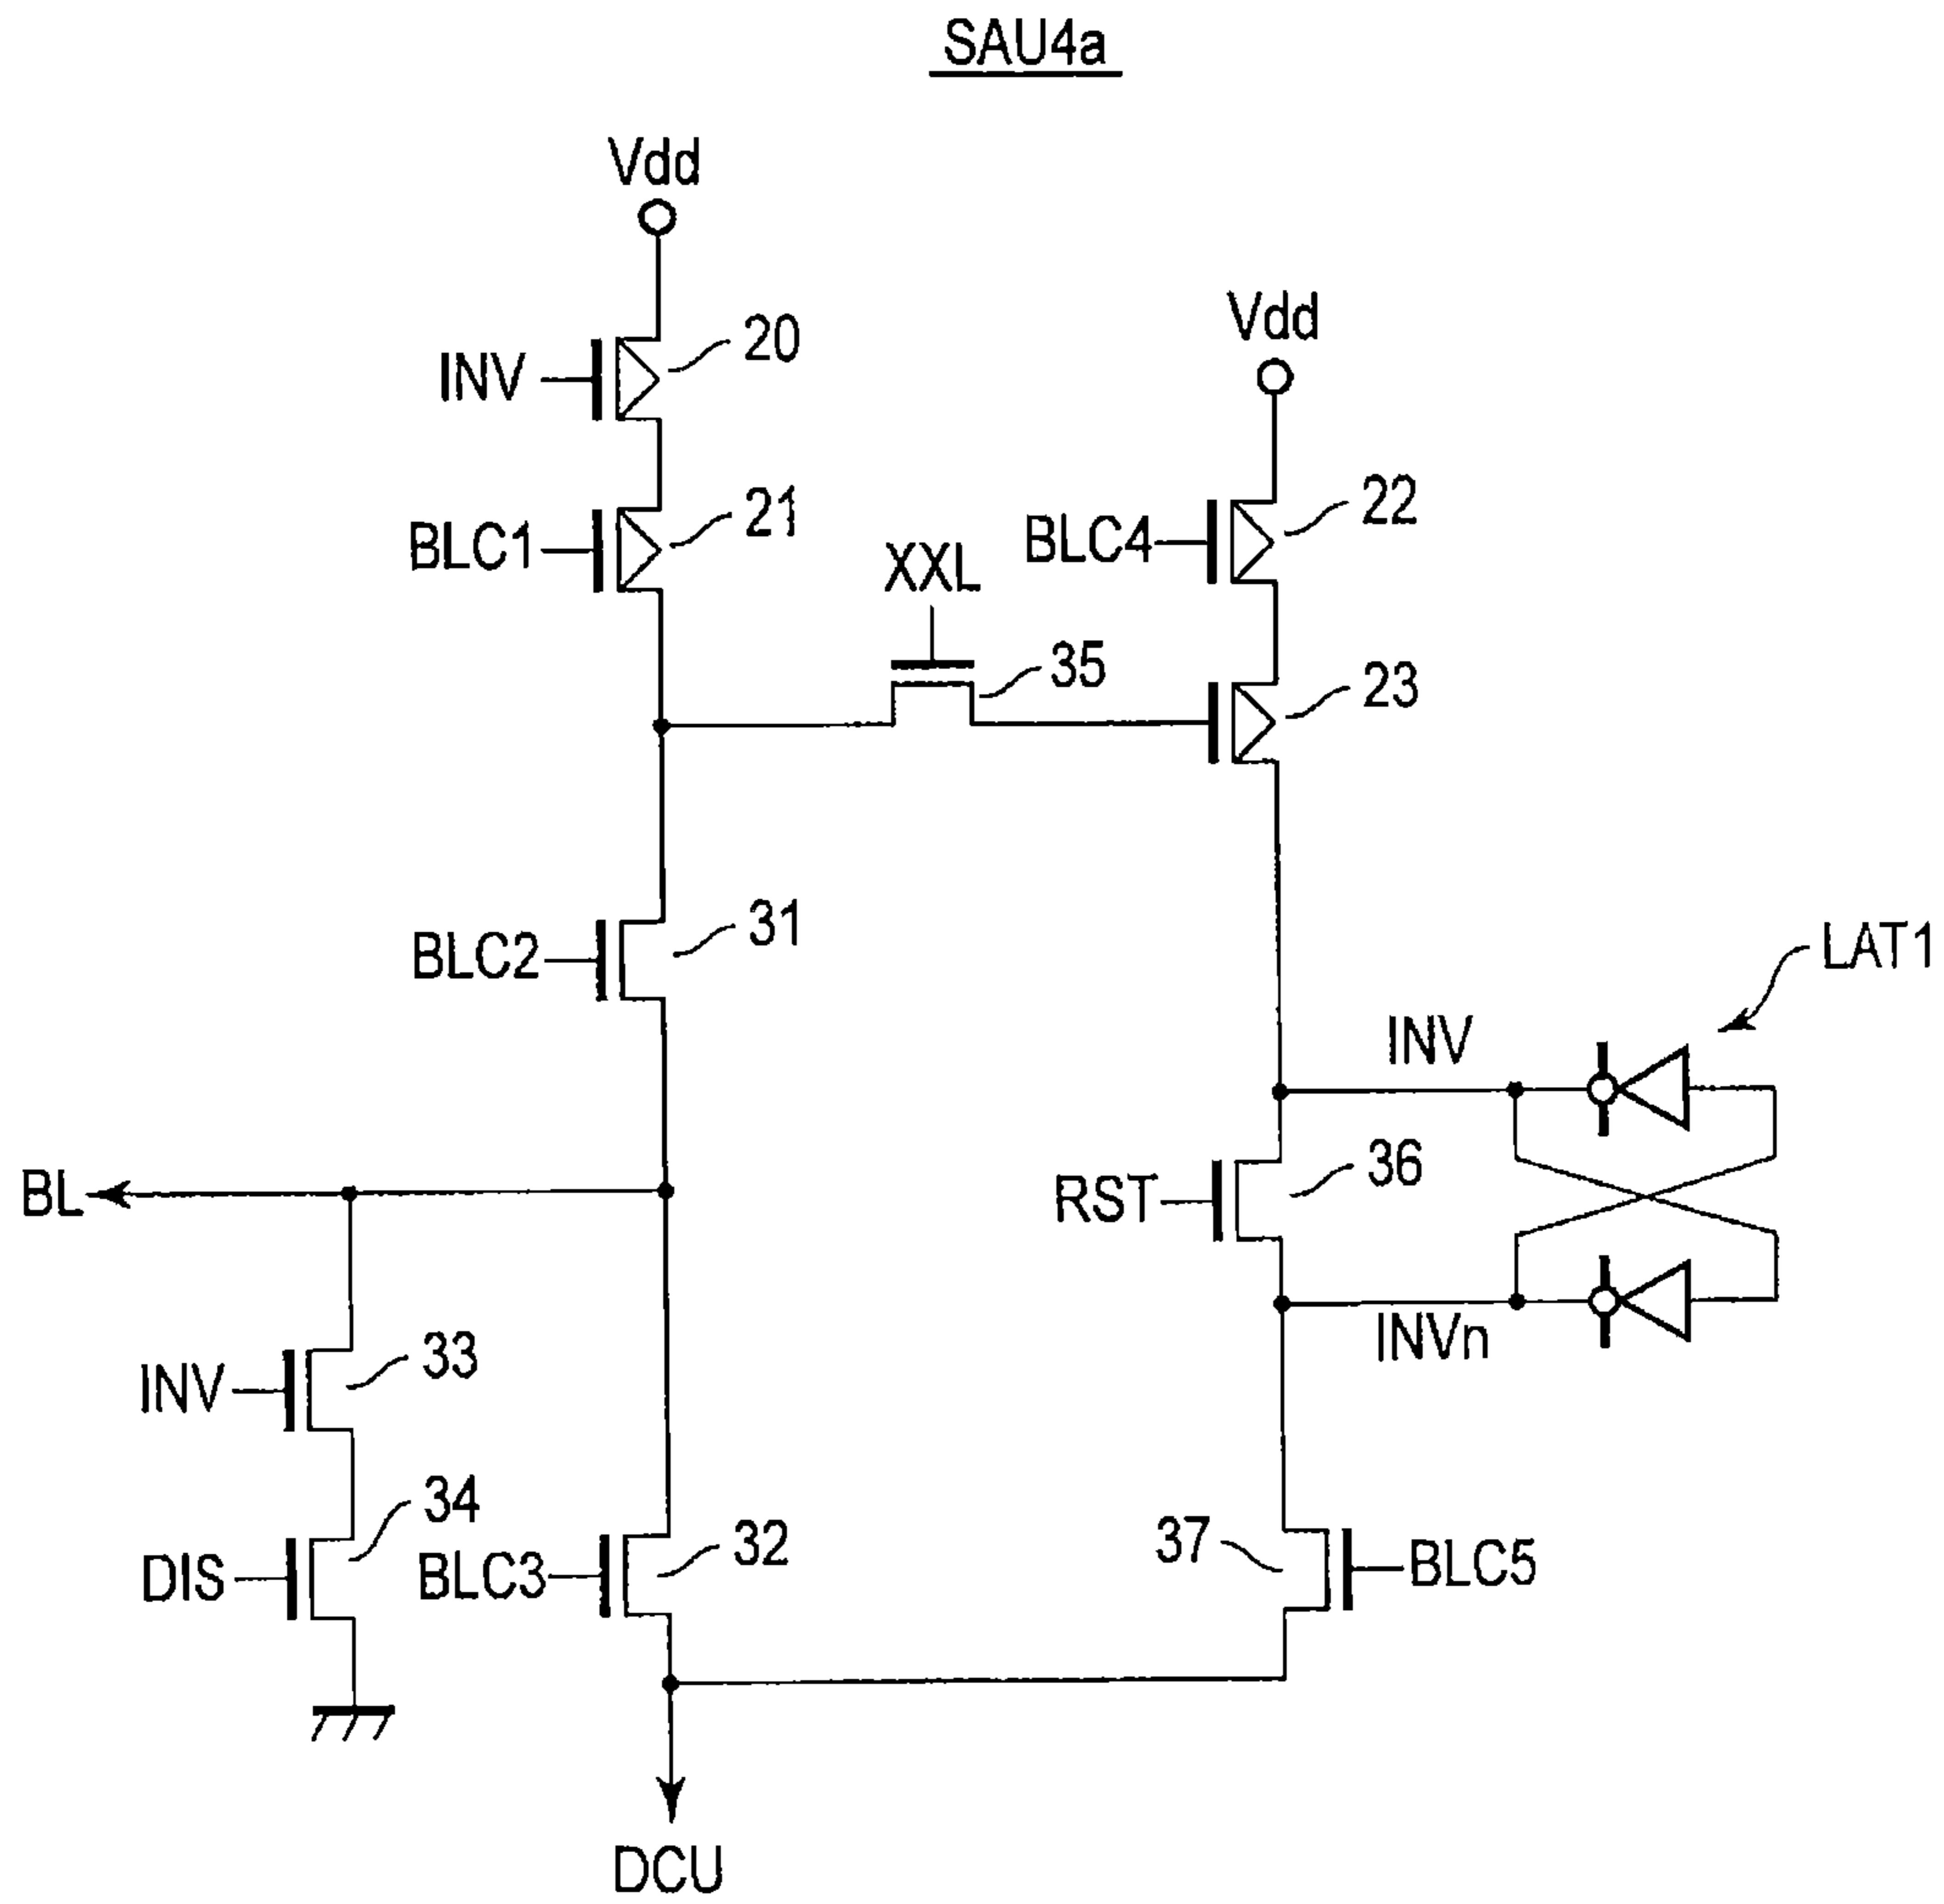 SAU4a
Vdd
INV
20
Vdd
BLC1
21
BLC4
22
XXL
35
23
BLC2
31
LAT1
INV
BL
RST
36
INV
33
INVn
DIS
34
BLC3
32
37
BLC5
DCU